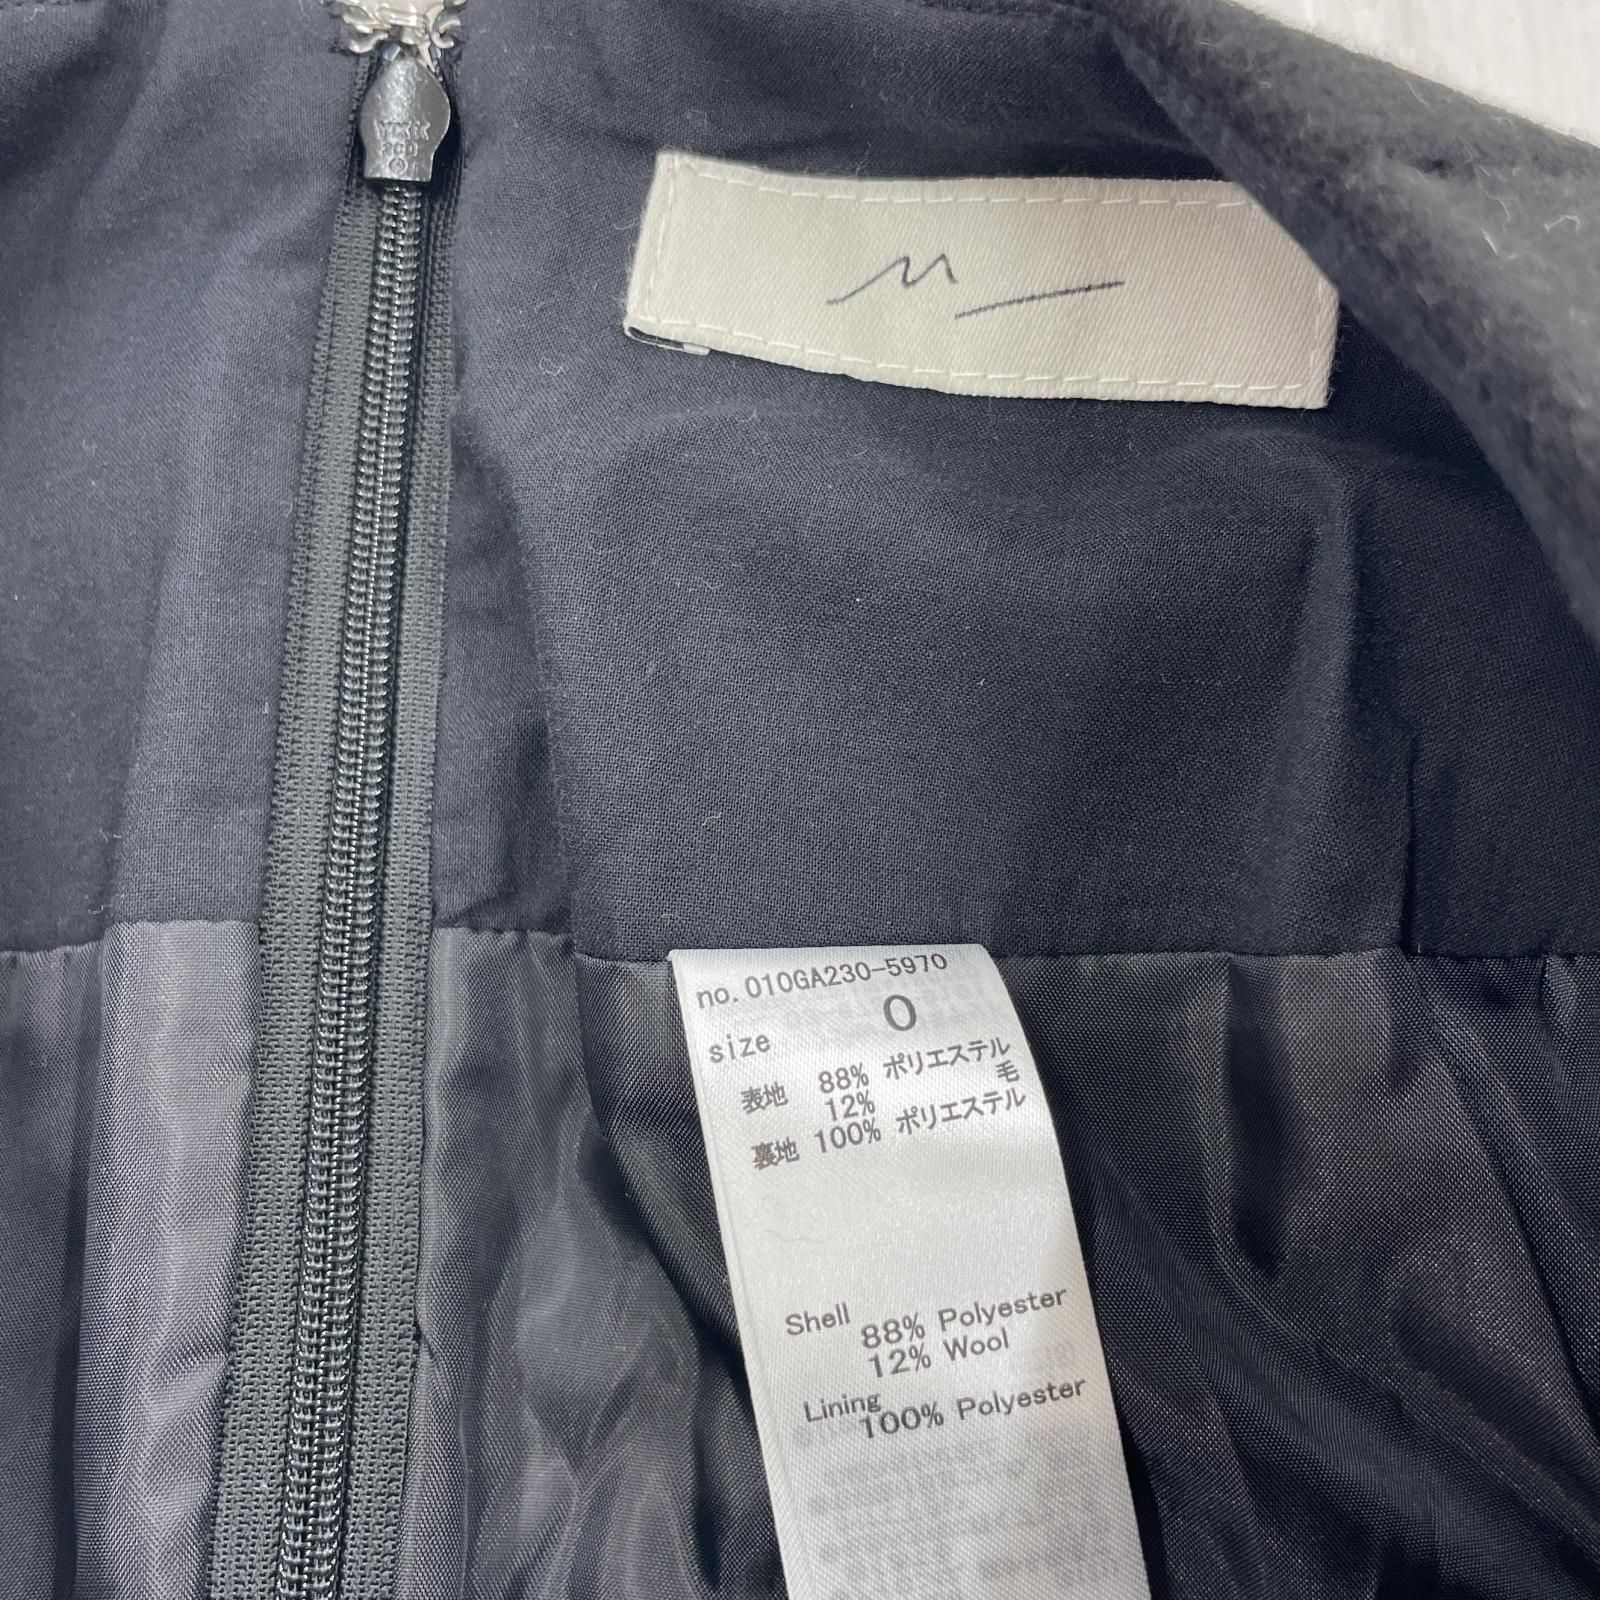 YKK
M
no.010GA230-5970
size 0
表地 88% ポリエステル
12% 毛
裏地 100% ポリエステル
Shell
88% Polyester
12% Wool
Lining
100% Polyester